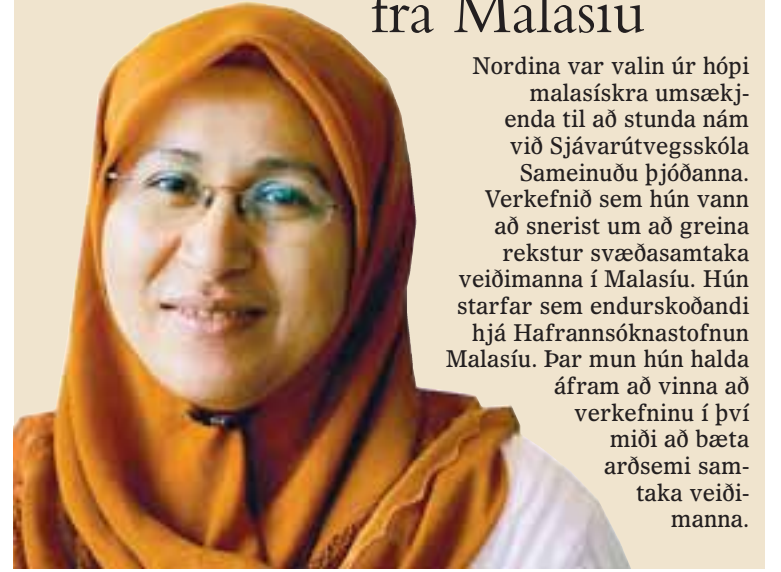 frá Malasíu
Nordina var valin úr hópi
malasískra umsækj-
enda til að stunda nám
við Sjávarútvegsskóla
Sameinuðu þjóðanna.
Verkefnið sem hún vann
að snerist um að greina
rekstur svæðasamtaka
veiðimanna í Malasíu. Hún
starfar sem endurskoðandi
hjá Hafrannsóknastofnun
Malasíu. Þar mun hún halda
áfram að vinna að
verkefninu í því
miði að bæta
arðsemi sam-
taka veiði-
manna.